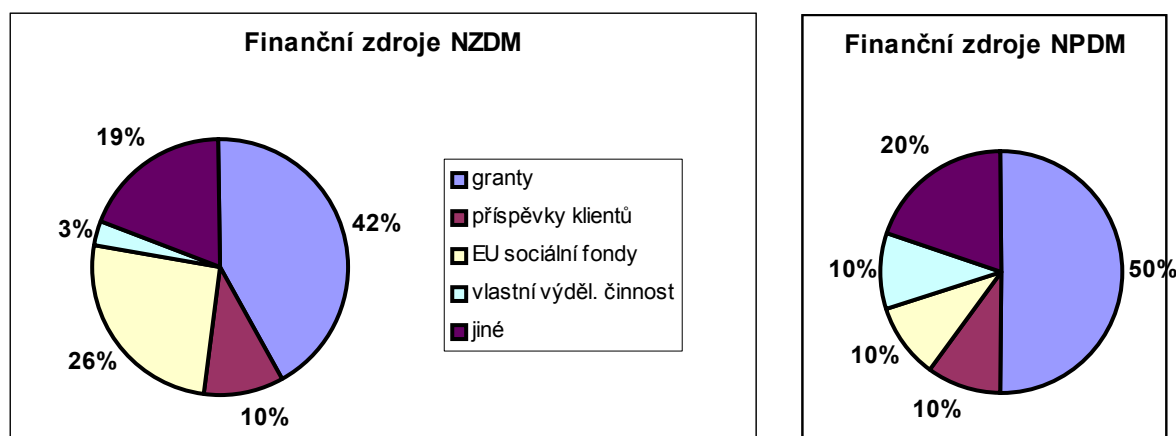 Finanční zdroje NZDM
19%
42%
3%
26%
10%
granty
příspěvky klientů
EU sociální fondy
vlastní výděl. činnost
jiné
Finanční zdroje NPDM
20%
50%
10%
10%
10%